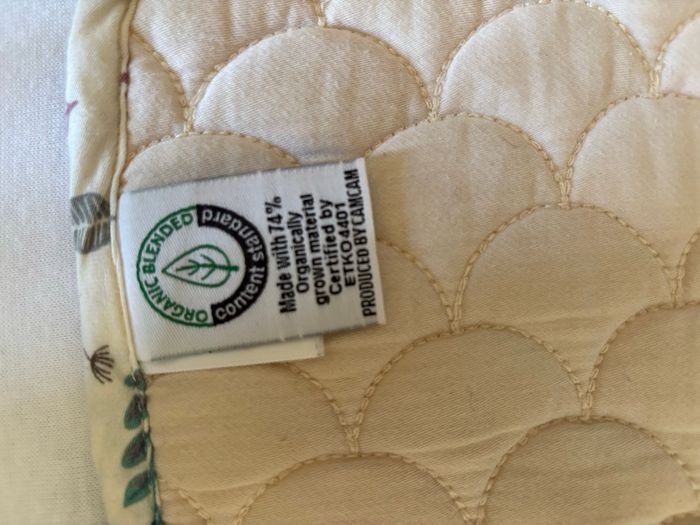 ORGANIC BLENDED
content standard
Made with 74%
Organically
grown material
Certified by
ETKO4401
PRODUCED BY CAMCAM